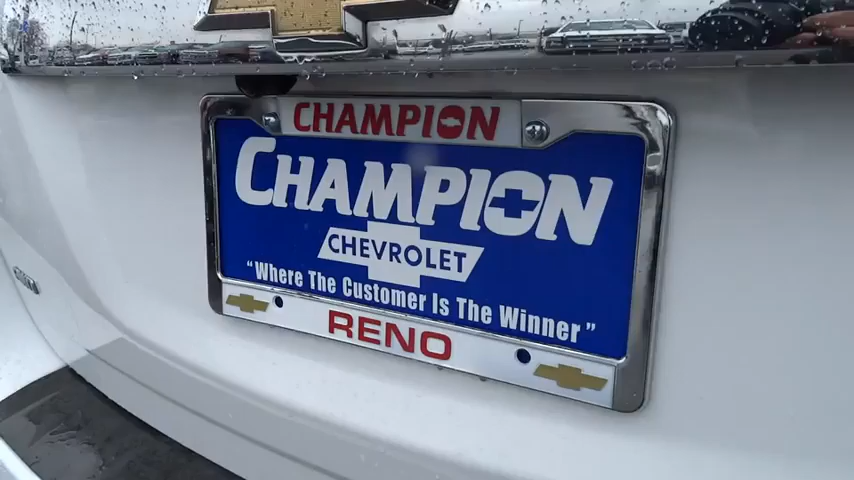 CHAMPION
CHAMPION
CHEVROLET
“Where The Customer Is The Winner”
RENO